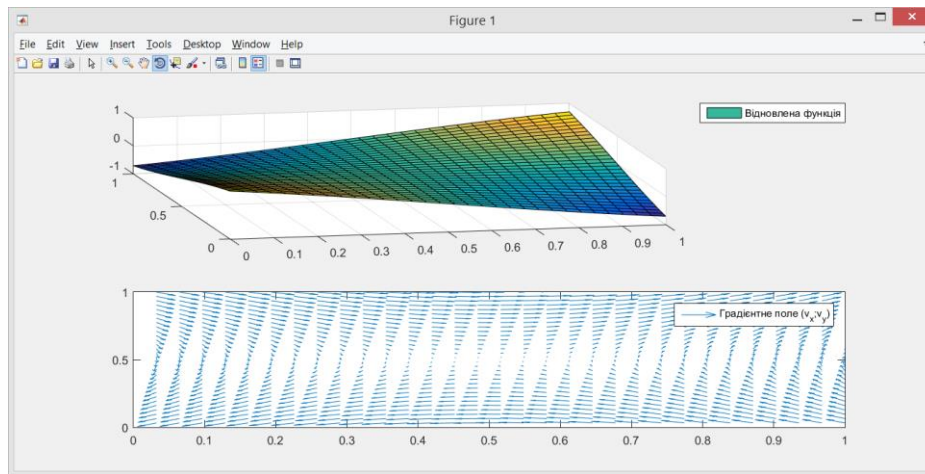 Figure 1
File Edit View Insert Tools Desktop Window Help
Відновлена функція
1
0
-1
1
0.5
0
0 0.1 0.2 0.3 0.4 0.5 0.6 0.7 0.8 0.9 1
Градієнтне поле (v_x;v_y)
1
0.5
0
0 0.1 0.2 0.3 0.4 0.5 0.6 0.7 0.8 0.9 1